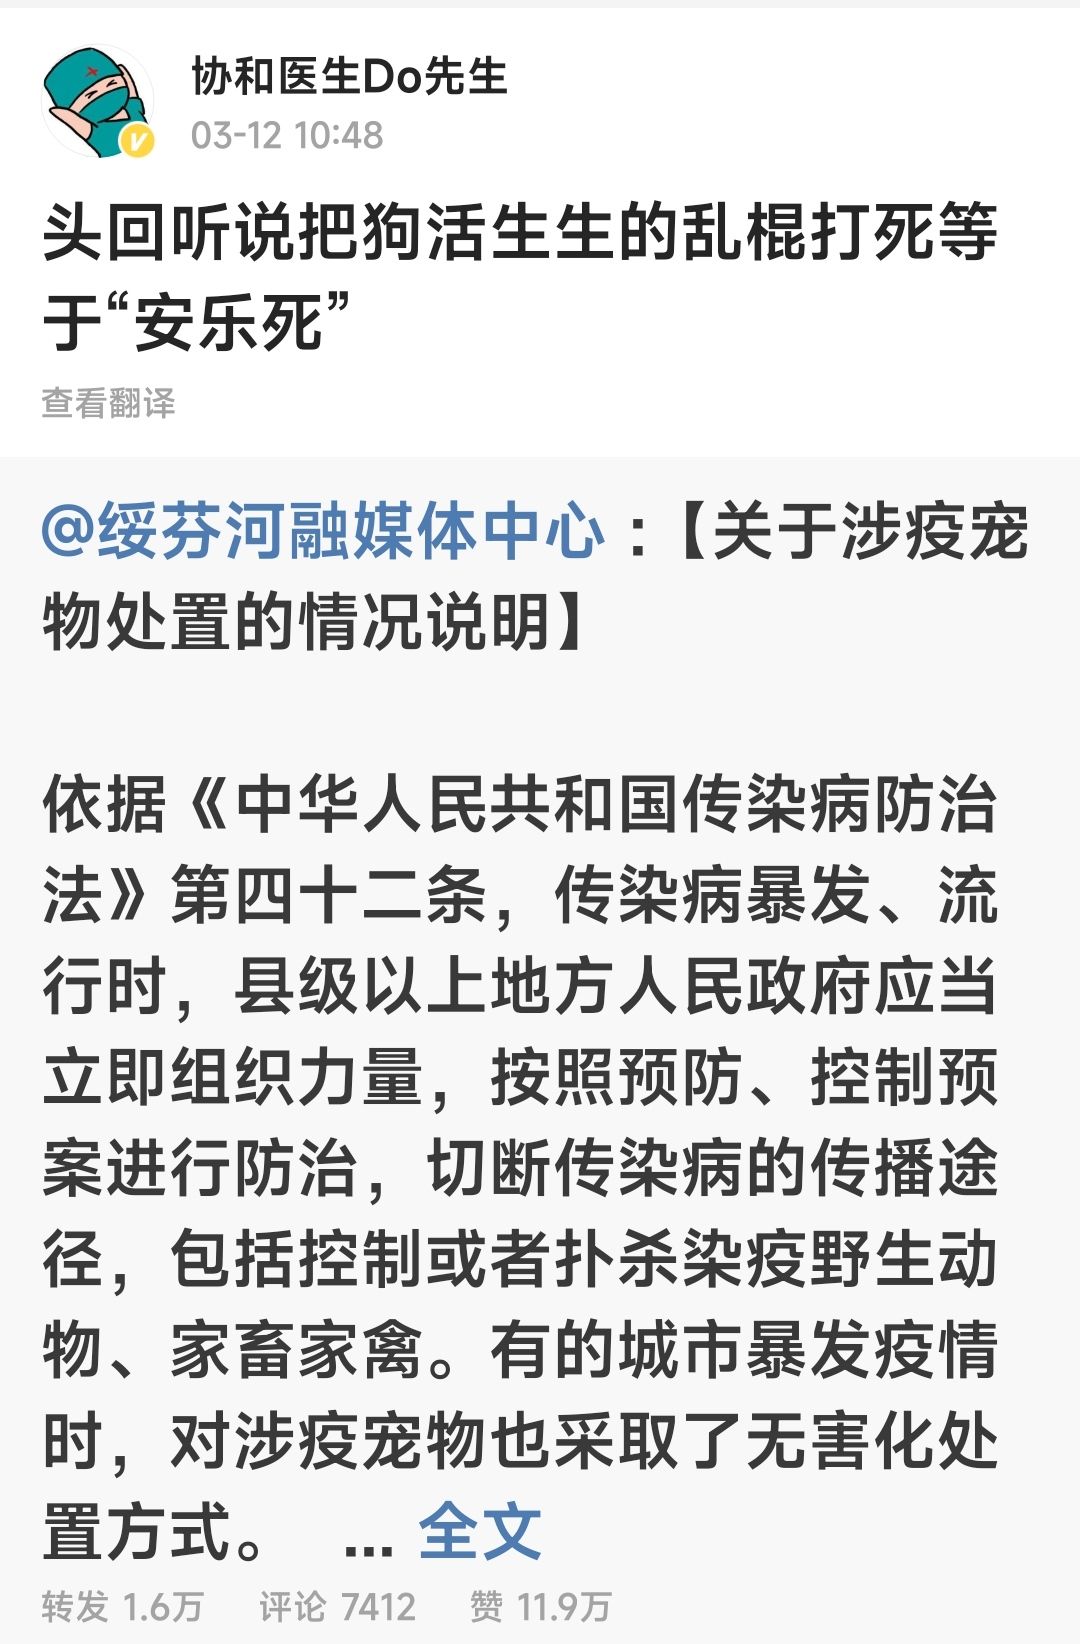 协和医生Do先生
03-12 10:48
头回听说把狗活生生的乱棍打死等
于“安乐死”
查看翻译
@绥芬河融媒体中心：【关于涉疫宠
物处置的情况说明】
依据《中华人民共和国传染病防治
法》第四十二条，传染病暴发、流
行时，县级以上地方人民政府应当
立即组织力量，按照预防、控制预
案进行防治，切断传染病的传播途
径，包括控制或者扑杀染疫野生动
物、家畜家禽。有的城市暴发疫情
时，对涉疫宠物也采取了无害化处
置方式。 ... 全文
转发 1.6万 评论 7412 赞 11.9万